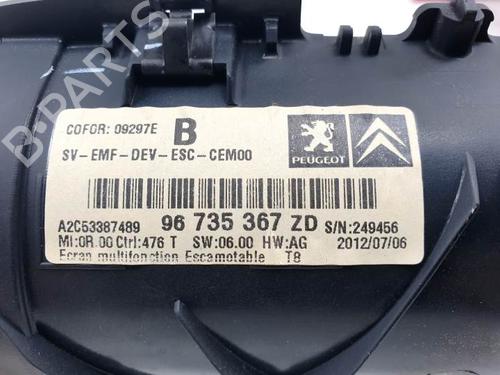 B-PARTS
COFOR: 09297E B
SV-EMF-DEV-ESC-CEM00
PEUGEOT
A2C53387489 96 735 367 ZD S/N:249456
MI:0R.00 Ctrl:476 T SW:06.00 HW:AG 2012/07/06
Ecran multifonction Escamotable T8